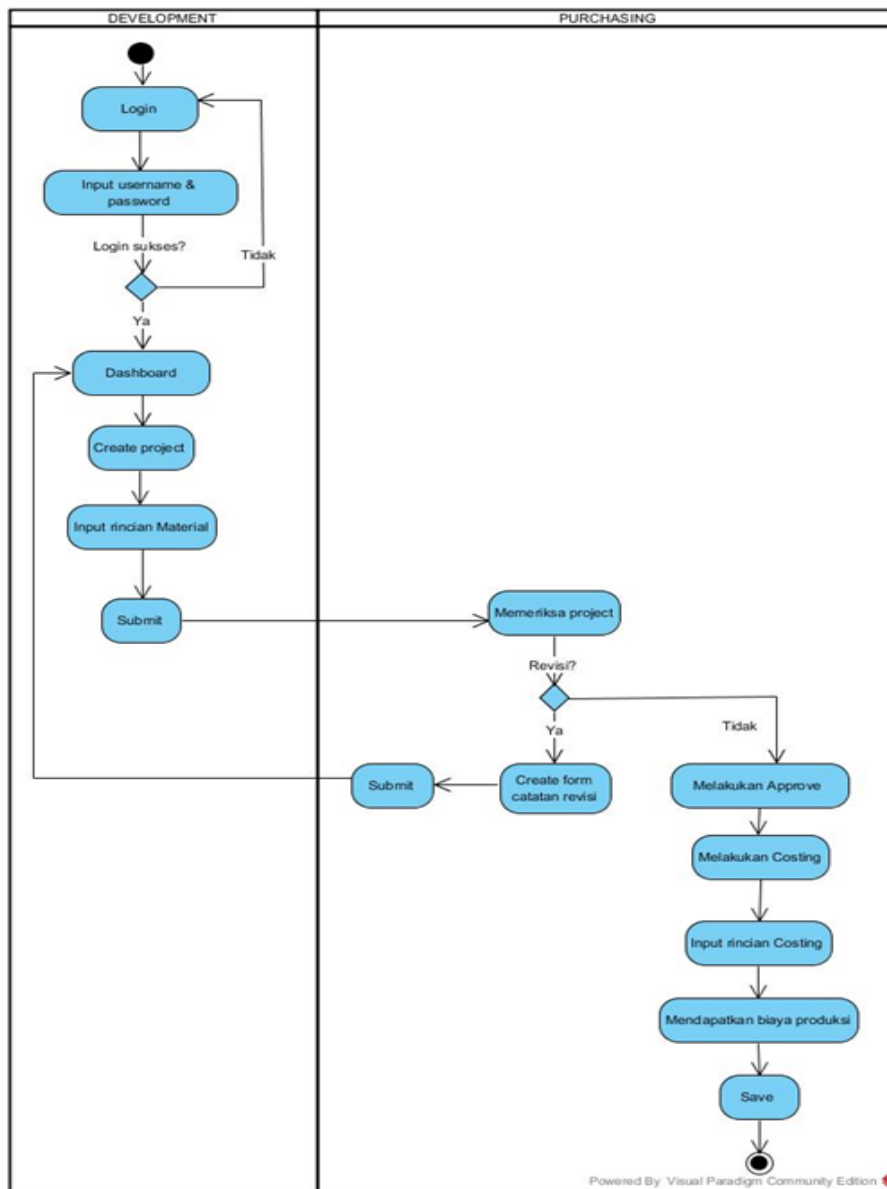 DEVELOPMENT
PURCHASING
Login
Input username &
password
Login sukses?
Tidak
Ya
Dashboard
Create project
Input rincian Material
Submit
Memeriksa project
Revisi?
Ya
Tidak
Create form
catatan revisi
Submit
Melakukan Approve
Melakukan Costing
Input rincian Costing
Mendapatkan biaya produksi
Save
Powered By Visual Paradigm Community Edition